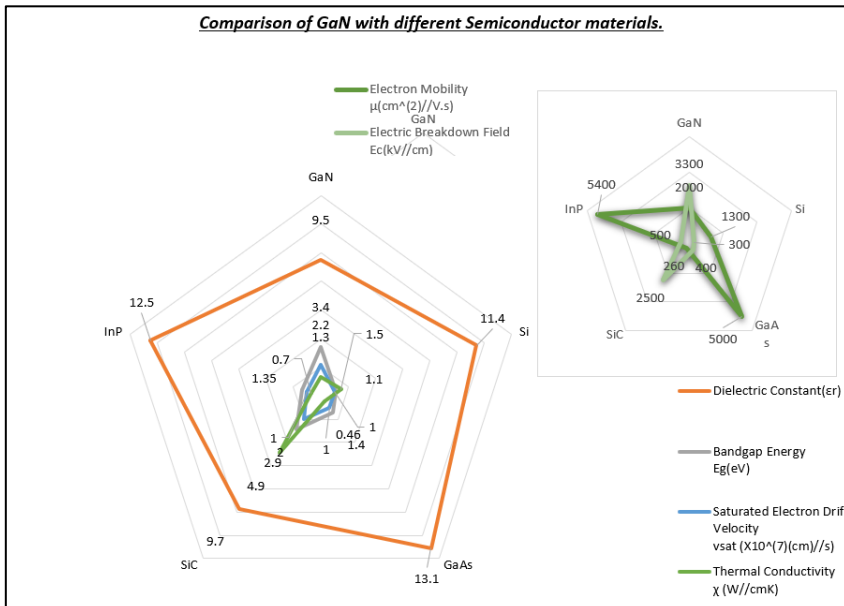 Comparison of GaN with different Semiconductor materials.
Electron Mobility
μ(cm^(2)//V.s)
GaN
Electric Breakdown Field
Ec(kV//cm)
GaN
9.5
3.4
2.2
1.3
12.5
InP
0.7
1.35
1.5
1.1
11.4
Si
0.46
1
1.4
1
1
2
2.9
4.9
9.7
SiC
GaAs
13.1
GaN
3300
2000
5400
InP
Si
1300
300
500
260
400
2500
SiC
5000
GaA
s
Dielectric Constant(εr)
Bandgap Energy
Eg(eV)
Saturated Electron Drif
Velocity
vsat (X10^(7)(cm)//s)
Thermal Conductivity
χ (W//cmK)